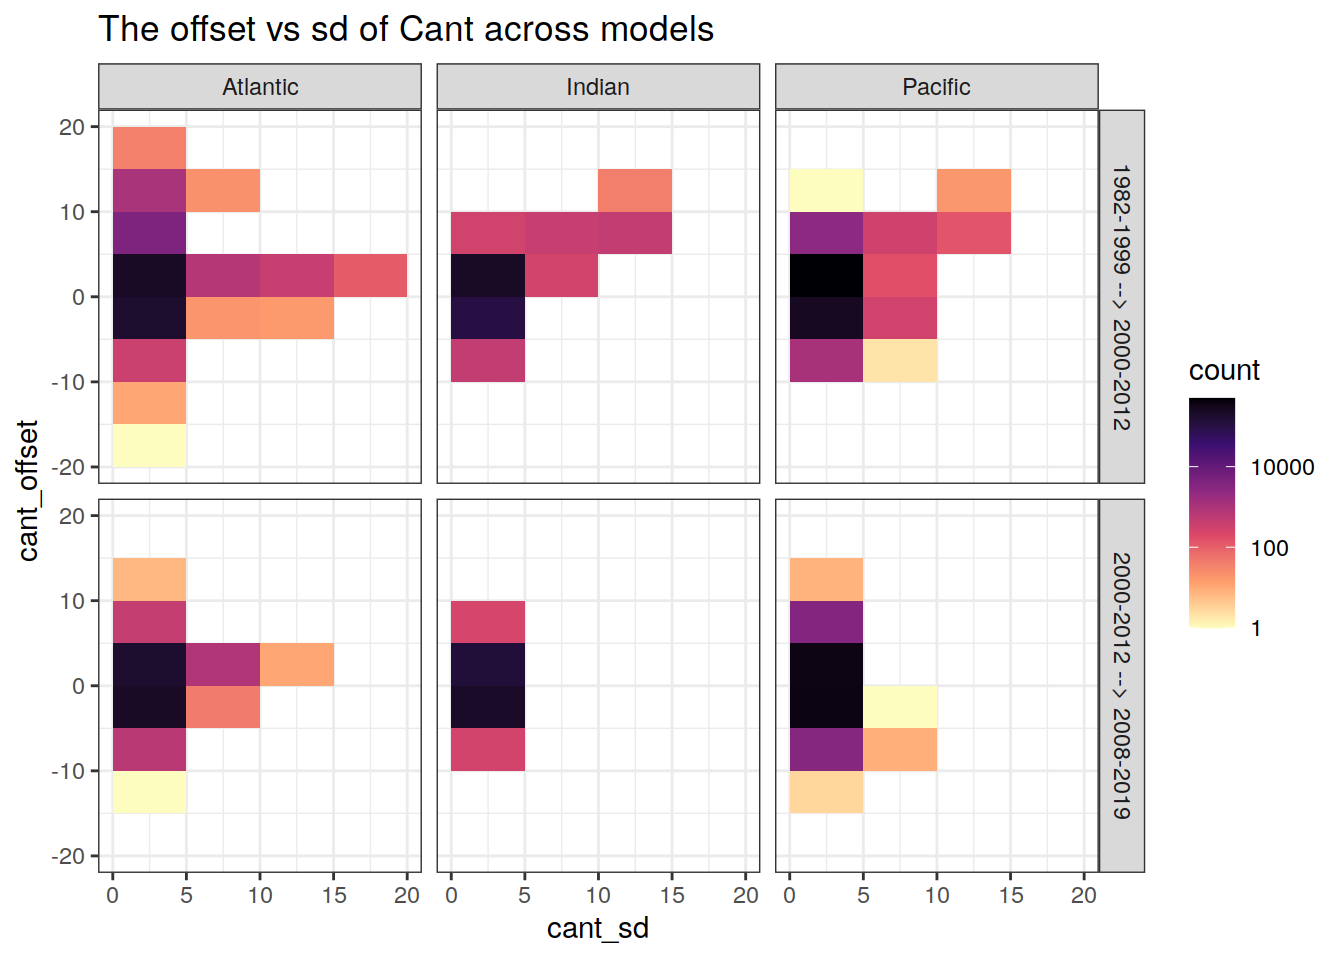 The offset vs sd of Cant across models
Atlantic
Indian
Pacific
20
10
0
-10
-20
1982-1999 --> 2000-2012
20
10
0
-10
-20
2000-2012 --> 2008-2019
cant_offset
0 5 10 15 20
0 5 10 15 20
0 5 10 15 20
cant_sd
count
10000
100
1